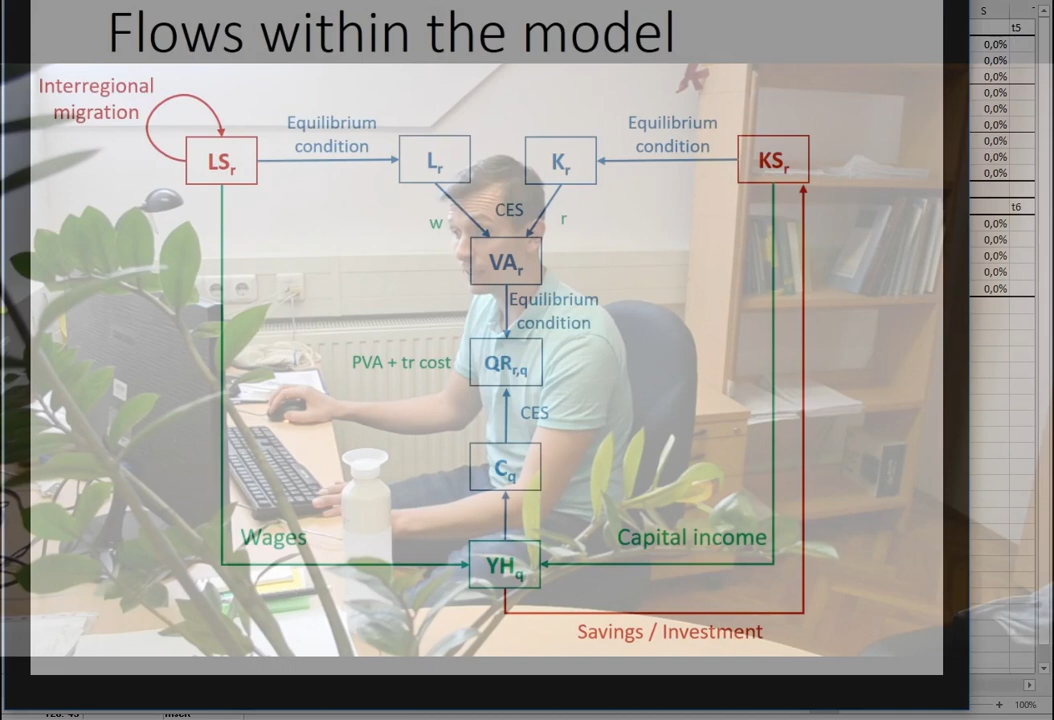 Flows within the model
S
t5
0,0%
0,0%
0,0%
0,0%
0,0%
0,0%
0,0%
0,0%
0,0%
t6
0,0%
0,0%
0,0%
0,0%
0,0%
Interregional
migration
LSr
Equilibrium
condition
Lr
Kr
Equilibrium
condition
KSr
w
CES
r
VAr
Equilibrium
condition
PVA + tr cost
QRr,q
CES
Cq
Wages
Capital income
YHq
Savings / Investment
100%